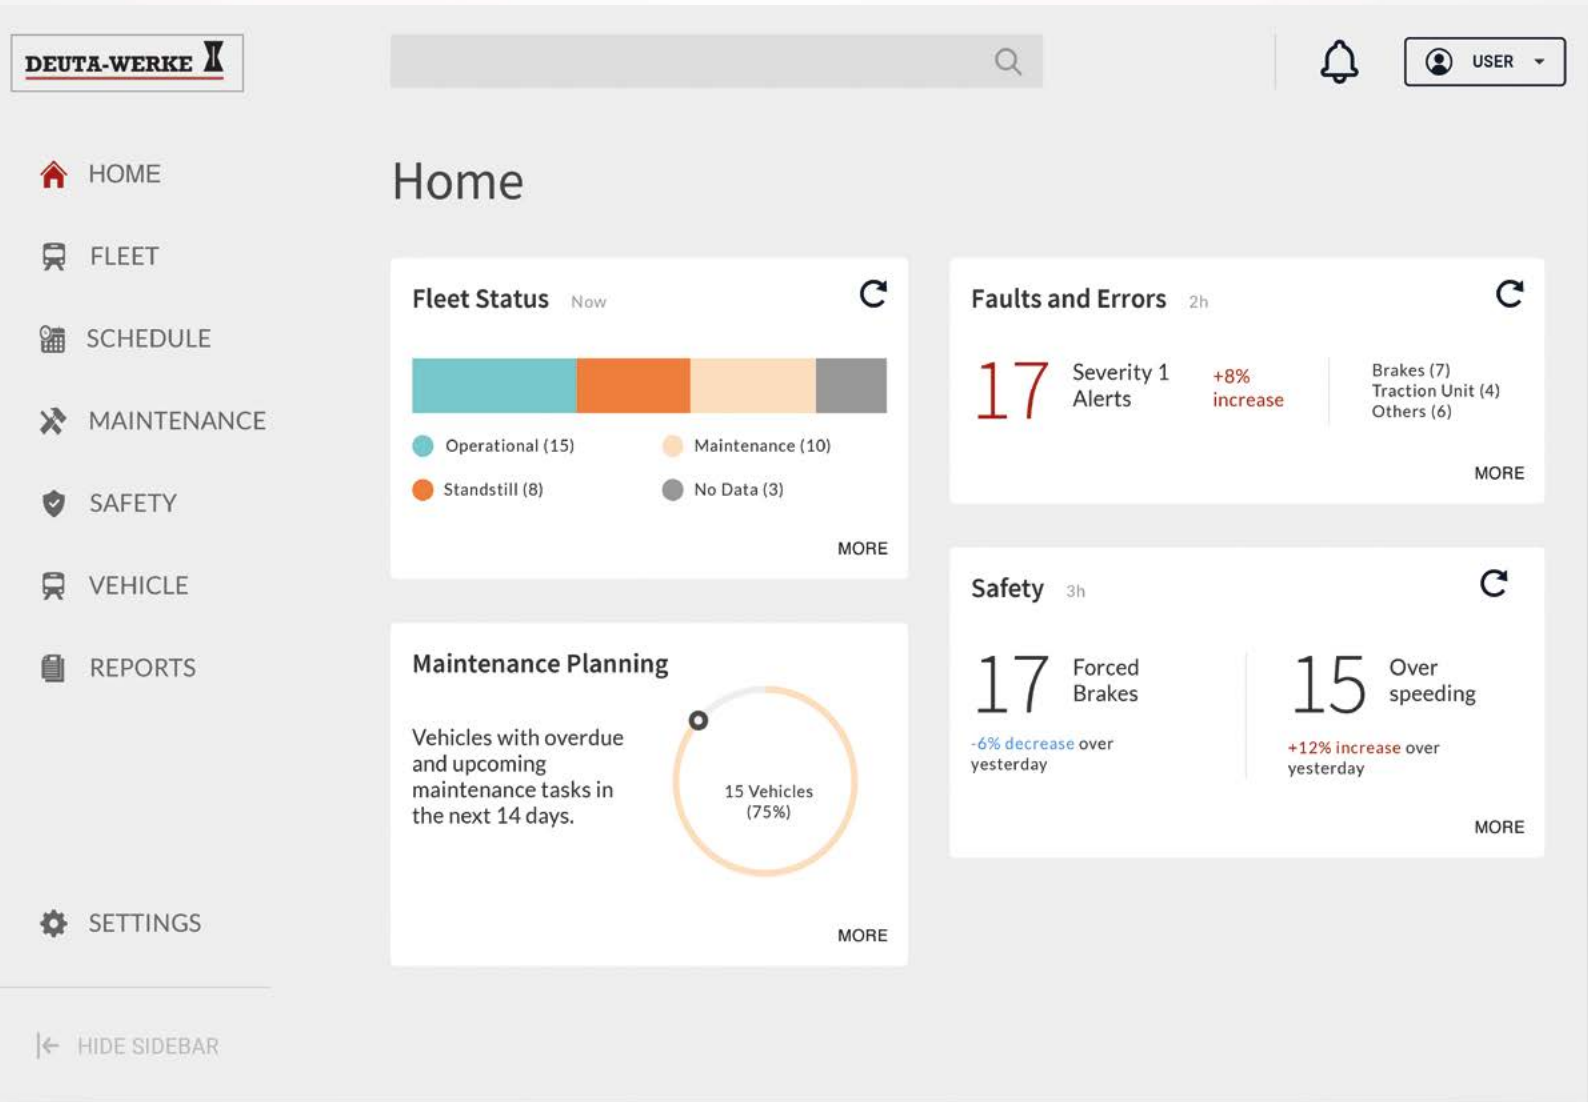 DEUTA-WERKE
USER
HOME
FLEET
SCHEDULE
MAINTENANCE
SAFETY
VEHICLE
REPORTS
SETTINGS
HIDE SIDEBAR
Home
Fleet Status Now
Operational (15)
Maintenance (10)
Standstill (8)
No Data (3)
MORE
Maintenance Planning
Vehicles with overdue
and upcoming
maintenance tasks in
the next 14 days.
15 Vehicles
(75%)
MORE
Faults and Errors 2h
17
Severity 1
Alerts
+8%
increase
Brakes (7)
Traction Unit (4)
Others (6)
MORE
Safety 3h
17
Forced
Brakes
-6% decrease over
yesterday
15
Over
speeding
+12% increase over
yesterday
MORE